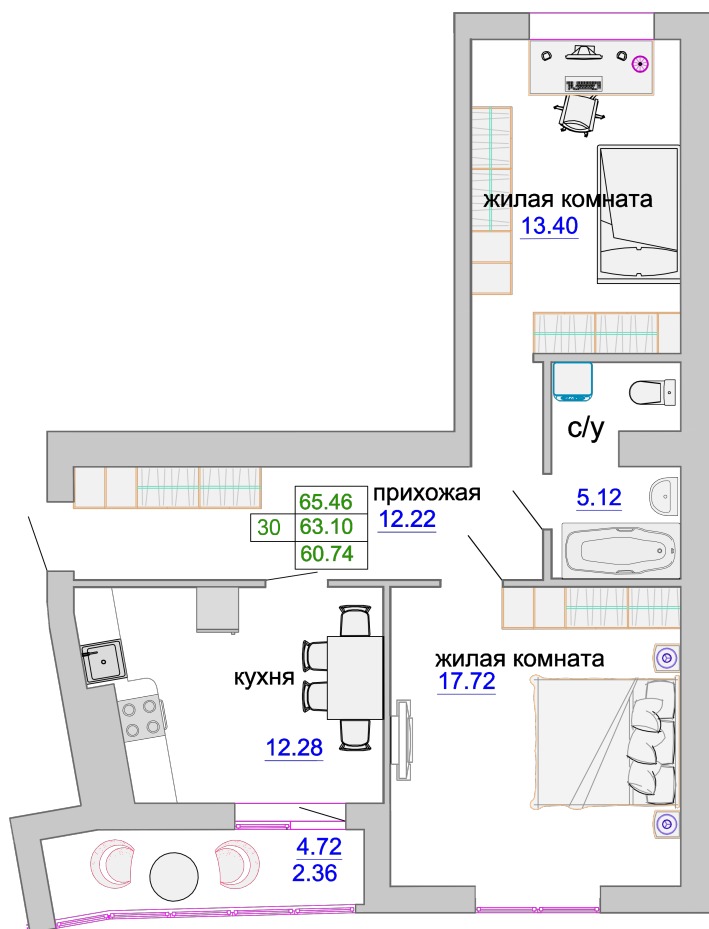 жилая комната
13.40
с/у
5.12
прихожая
12.22
65.46
30 63.10
60.74
кухня
12.28
жилая комната
17.72
4.72
2.36